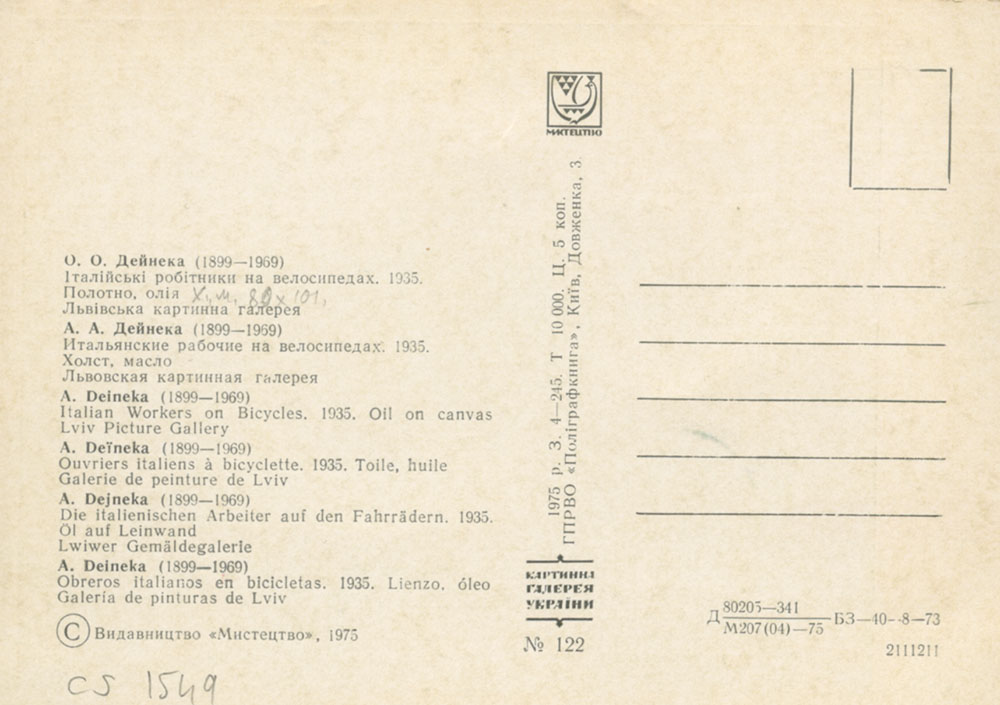 О. О. Дейнека (1899—1969)
Італійські робітники на велосипедах. 1935.
Полотно, олія х., м. 80х101,
Львівська картинна галерея
А. А. Дейнека (1899—1969)
Итальянские рабочие на велосипедах. 1935.
Холст, масло
Львовская картинная галерея
A. Deineka (1899—1969)
Italian Workers on Bicycles. 1935. Oil on canvas
Lviv Picture Gallery
A. Deïneka (1899—1969)
Ouvriers italiens à bicyclette. 1935. Toile, huile
Galerie de peinture de Lviv
A. Dejneka (1899—1969)
Die italienischen Arbeiter auf den Fahrrädern. 1935.
Öl auf Leinwand
Lwiwer Gemäldegalerie
A. Deineka (1899—1969)
Obreros italianos en bicicletas. 1935. Lienzo, óleo
Galería de pinturas de Lviv
© Видавництво «Мистецтво», 1975
CS 1549
МИСТЕЦТВО
1975 р. З. 4—245. Т 10 000. Ц. 5 коп.
ГПРВО «Поліграфкнига», Київ, Довженка, 3.
КАРТИННА
ГАЛЕРЕЯ
УКРАЇНИ
№ 122
Д 80205—341
М207(04)—75 БЗ—40—8—73
2111211